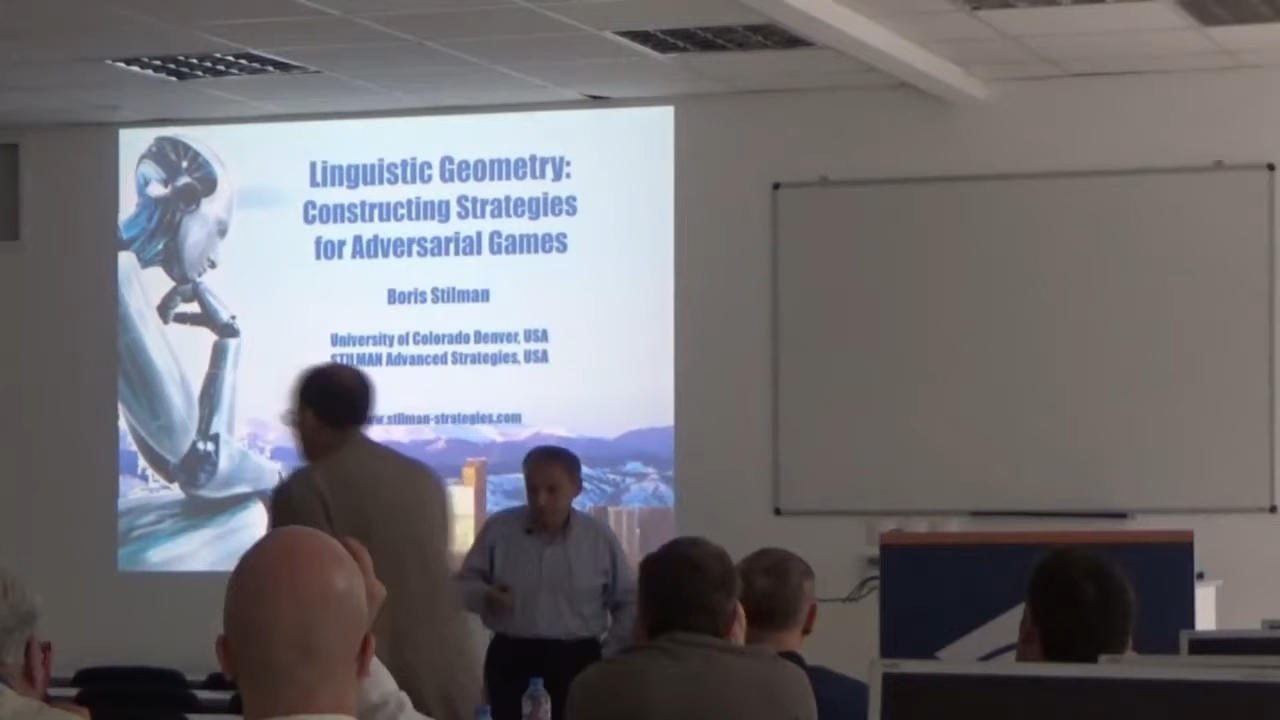 Linguistic Geometry:
Constructing Strategies
for Adversarial Games
Boris Stilman
University of Colorado Denver, USA
STILMAN Advanced Strategies, USA
www.stilman-strategies.com